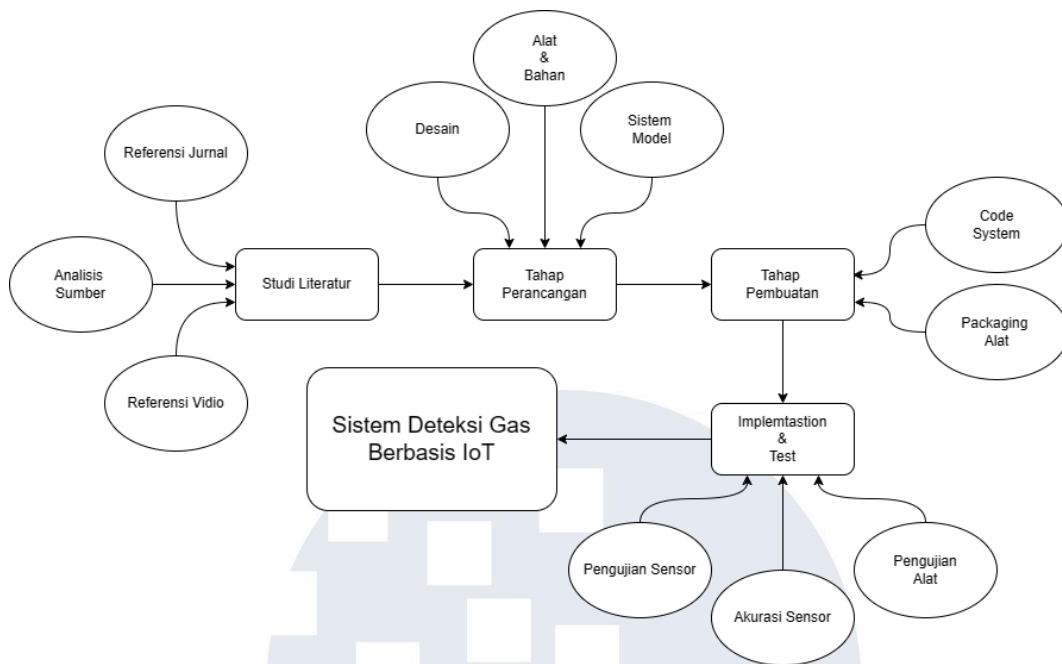 Alat
&
Bahan
Desain
Sistem
Model
Referensi Jurnal
Code
System
Analisis
Sumber
Studi Literatur
Tahap
Perancangan
Tahap
Pembuatan
Packaging
Alat
Referensi Vidio
Sistem Deteksi Gas
Berbasis IoT
Implemtastion
&
Test
Pengujian Sensor
Akurasi Sensor
Pengujian
Alat